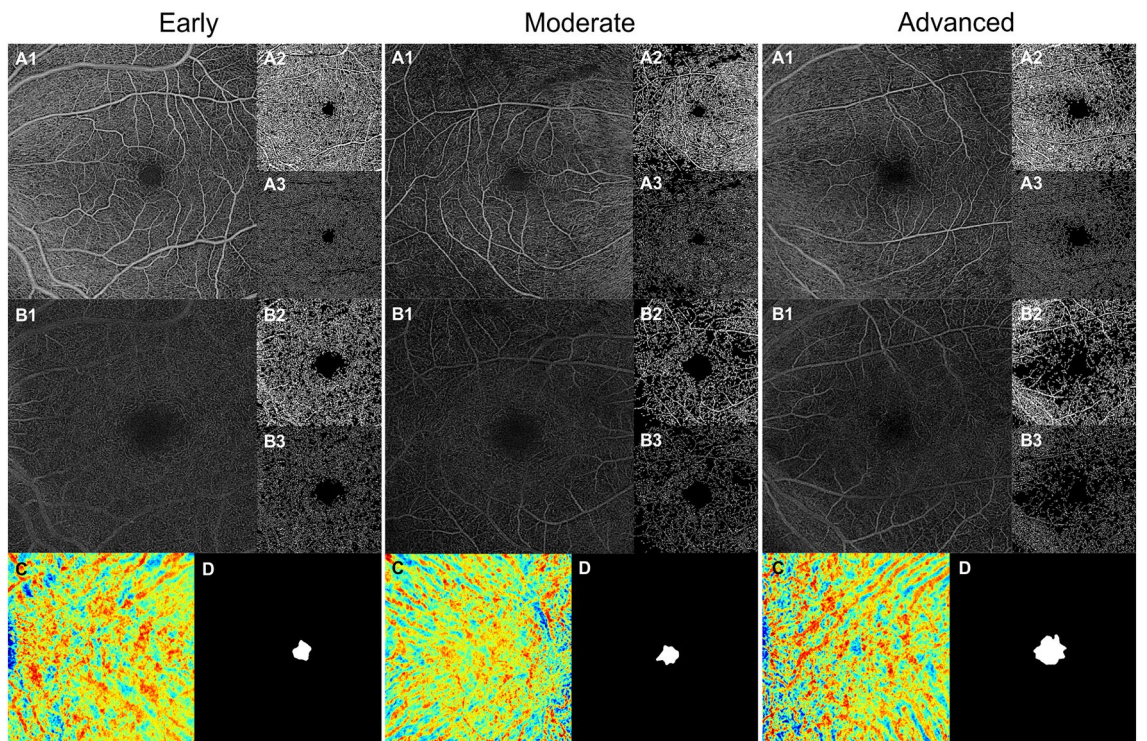 Early Moderate Advanced
A1 A2 A1 A2 A1 A2
A3 A3 A3
B1 B2 B1 B2 B1 B2
B3 B3 B3
C D C D C D